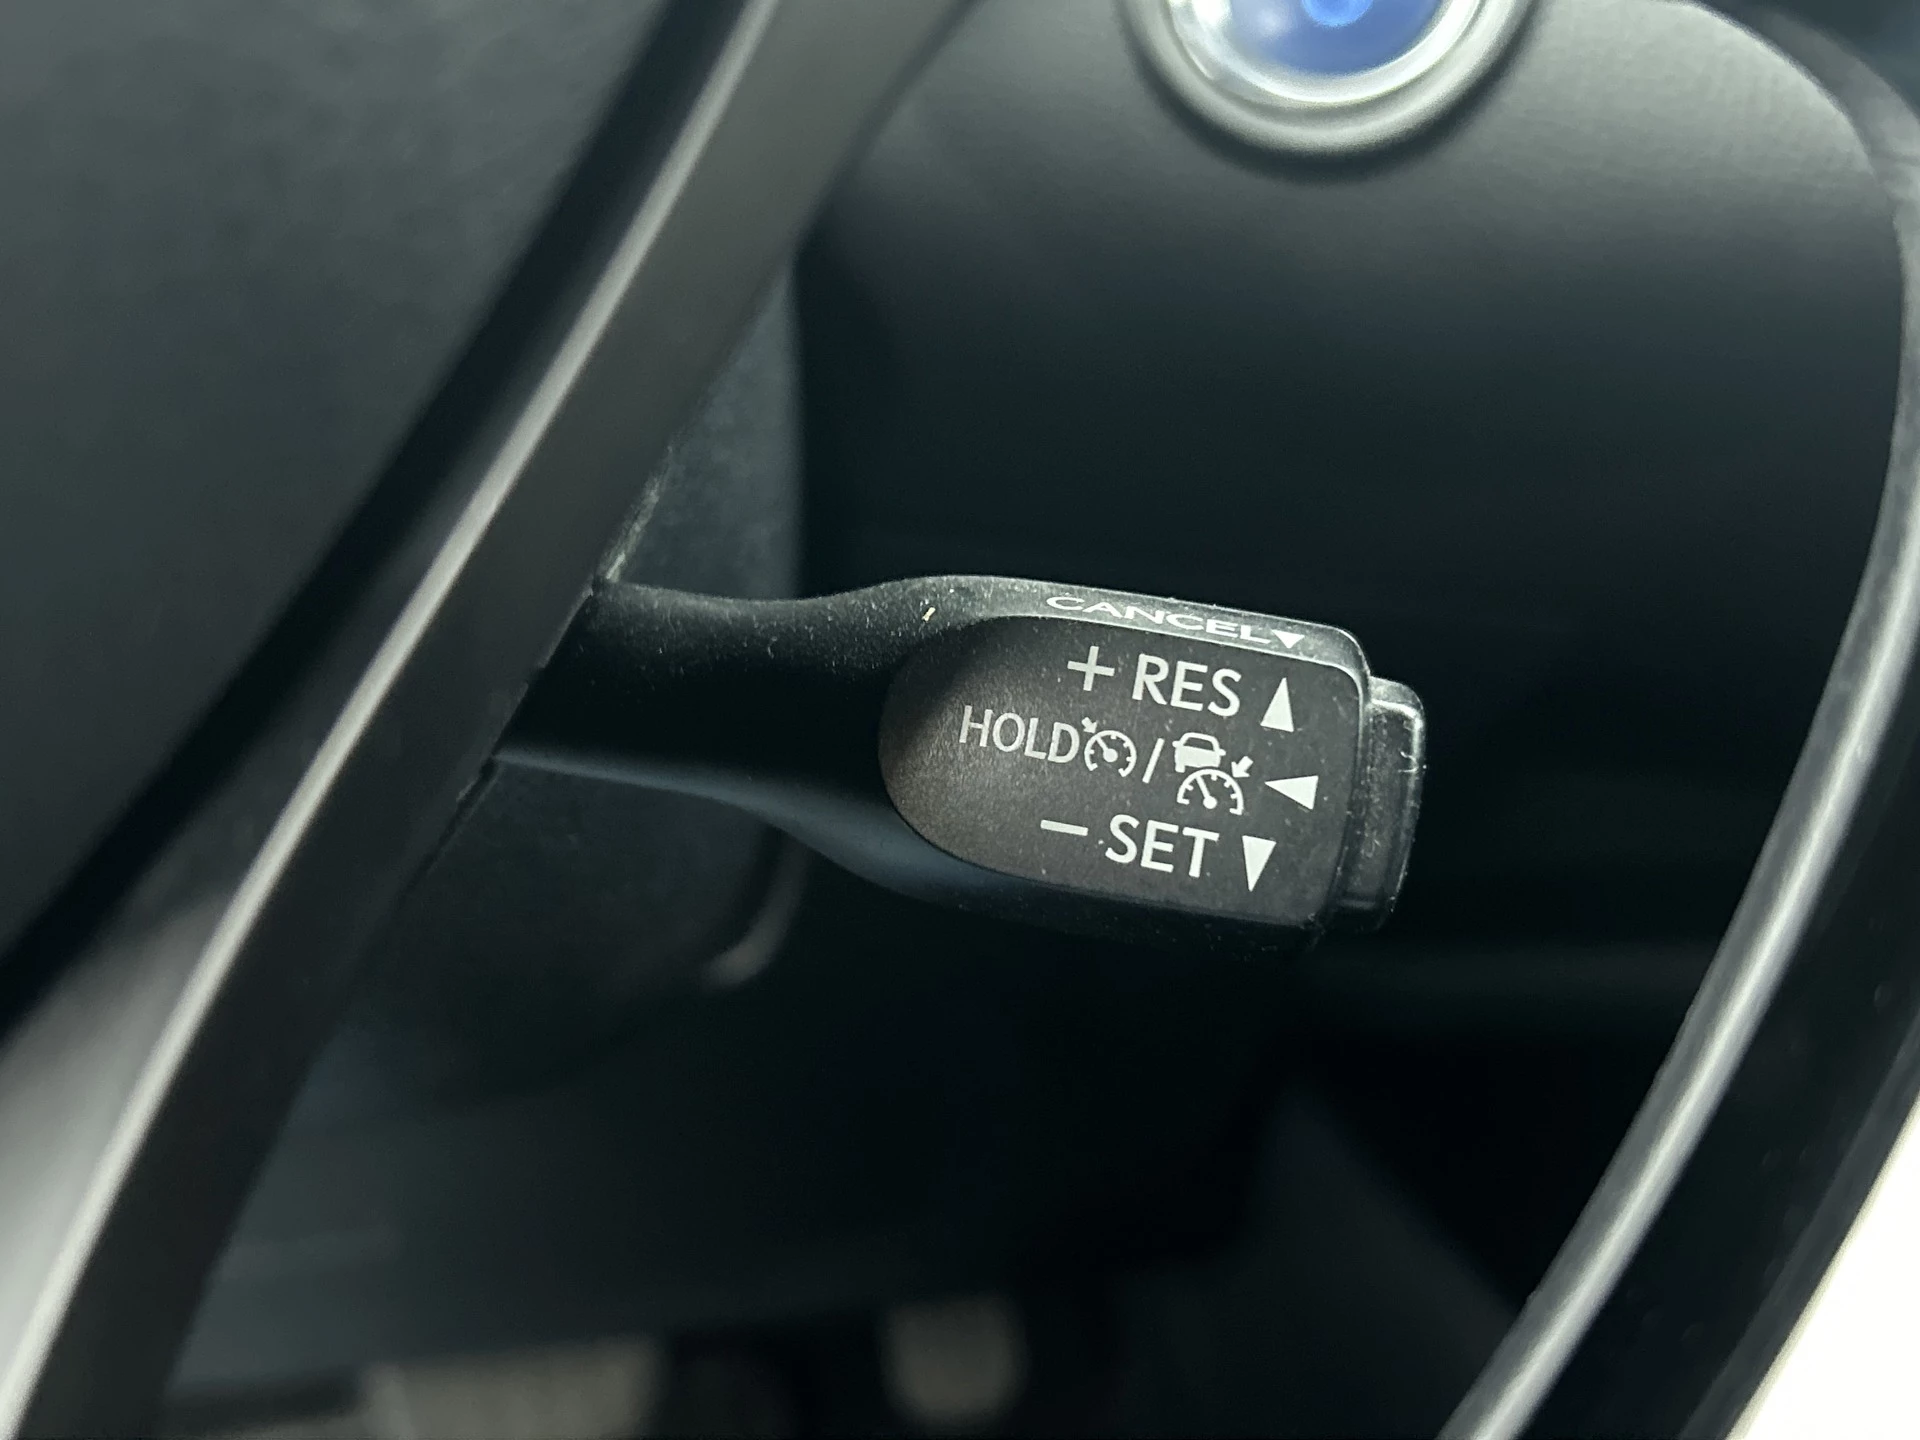 CANCEL▼
+ RES ▲
HOLD / ◀
– SET ▼